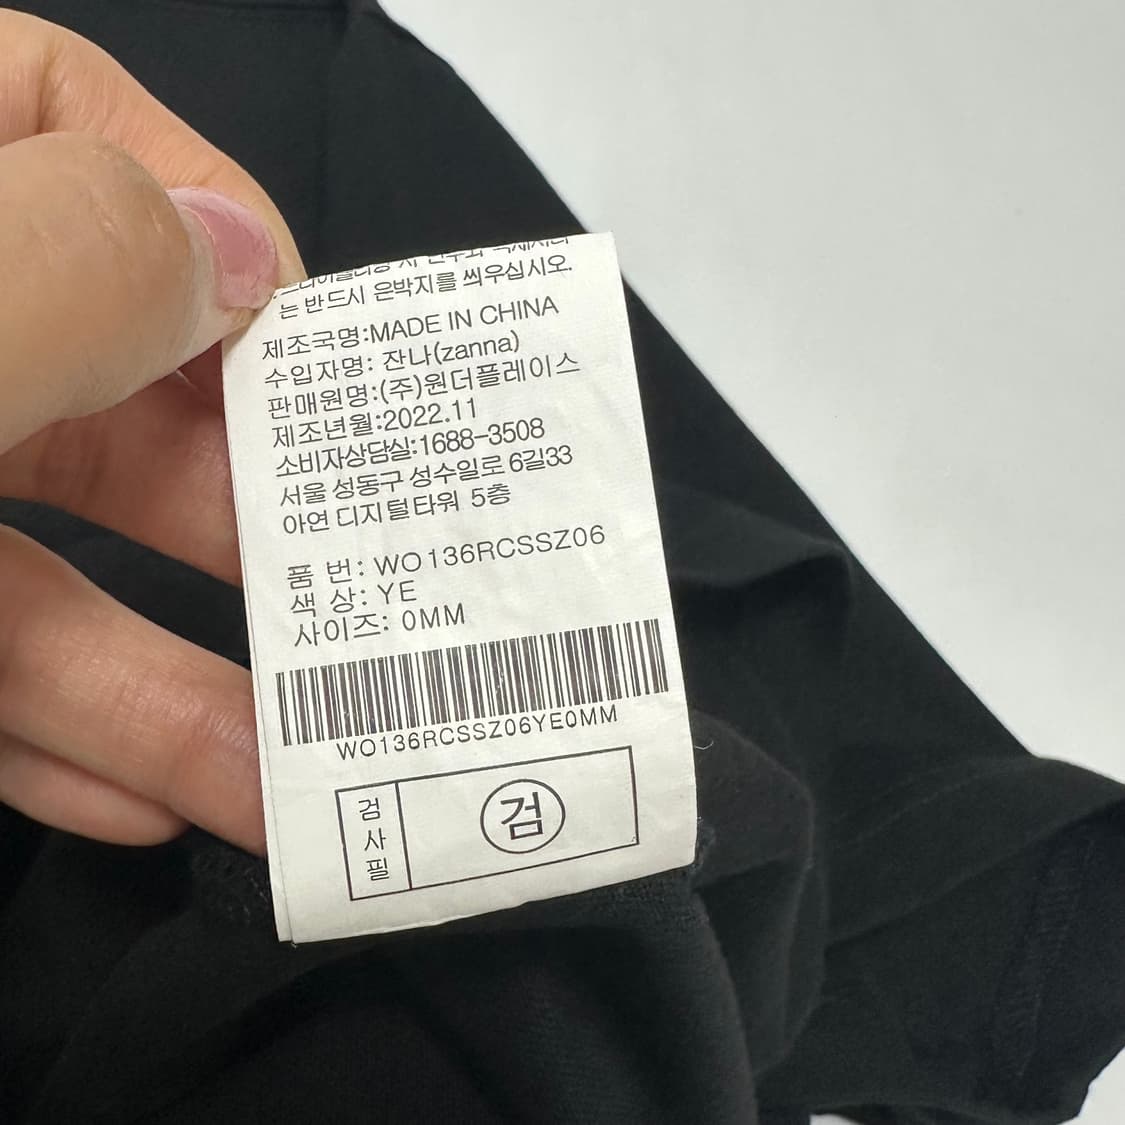 는 반드시 은박지를 씌우십시오.
제조국명:MADE IN CHINA
수입자명: 잔나(zanna)
판매원명:(주)원더플레이스
제조년월:2022.11
소비자상담실:1688-3508
서울 성동구 성수일로 6길33
아연 디지털타워 5층
품 번: WO136RCSSZ06
색 상: YE
사이즈: 0MM
WO136RCSSZ06YE0MM
검사필
검